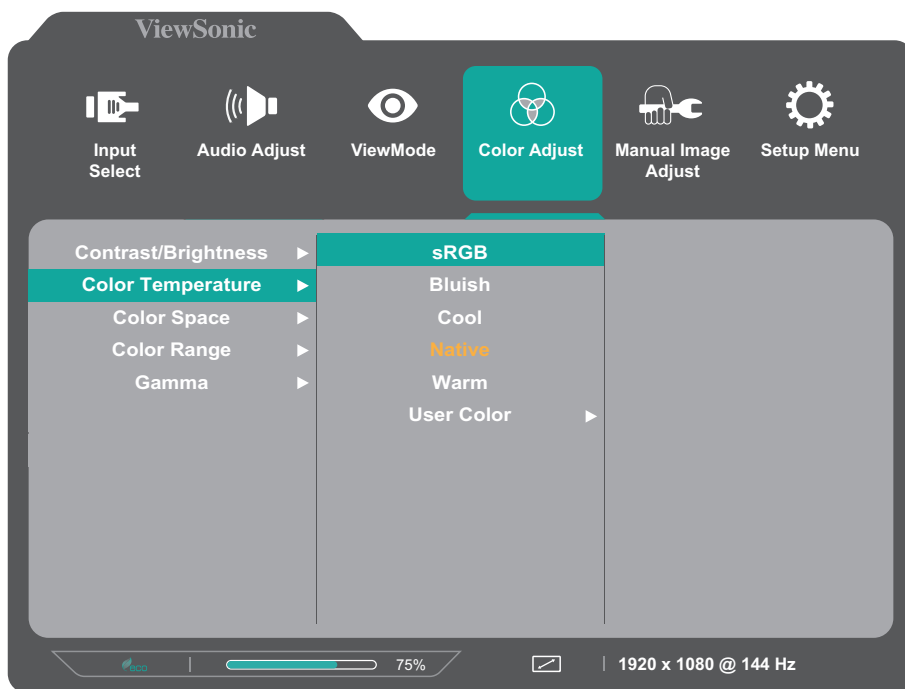 ViewSonic
Input
Select
Audio Adjust
ViewMode
Color Adjust
Manual Image
Adjust
Setup Menu
Contrast/Brightness
Color Temperature
Color Space
Color Range
Gamma
sRGB
Bluish
Cool
Native
Warm
User Color
eco
75%
1920 x 1080 @ 144 Hz